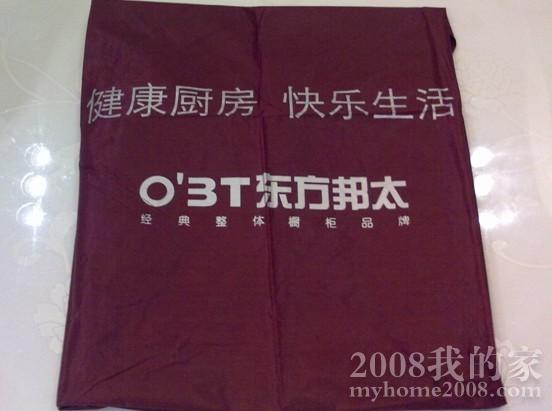 健康厨房 快乐生活
O'3T东方邦太
经典整体橱柜品牌
2008我的家
myhome2008.com